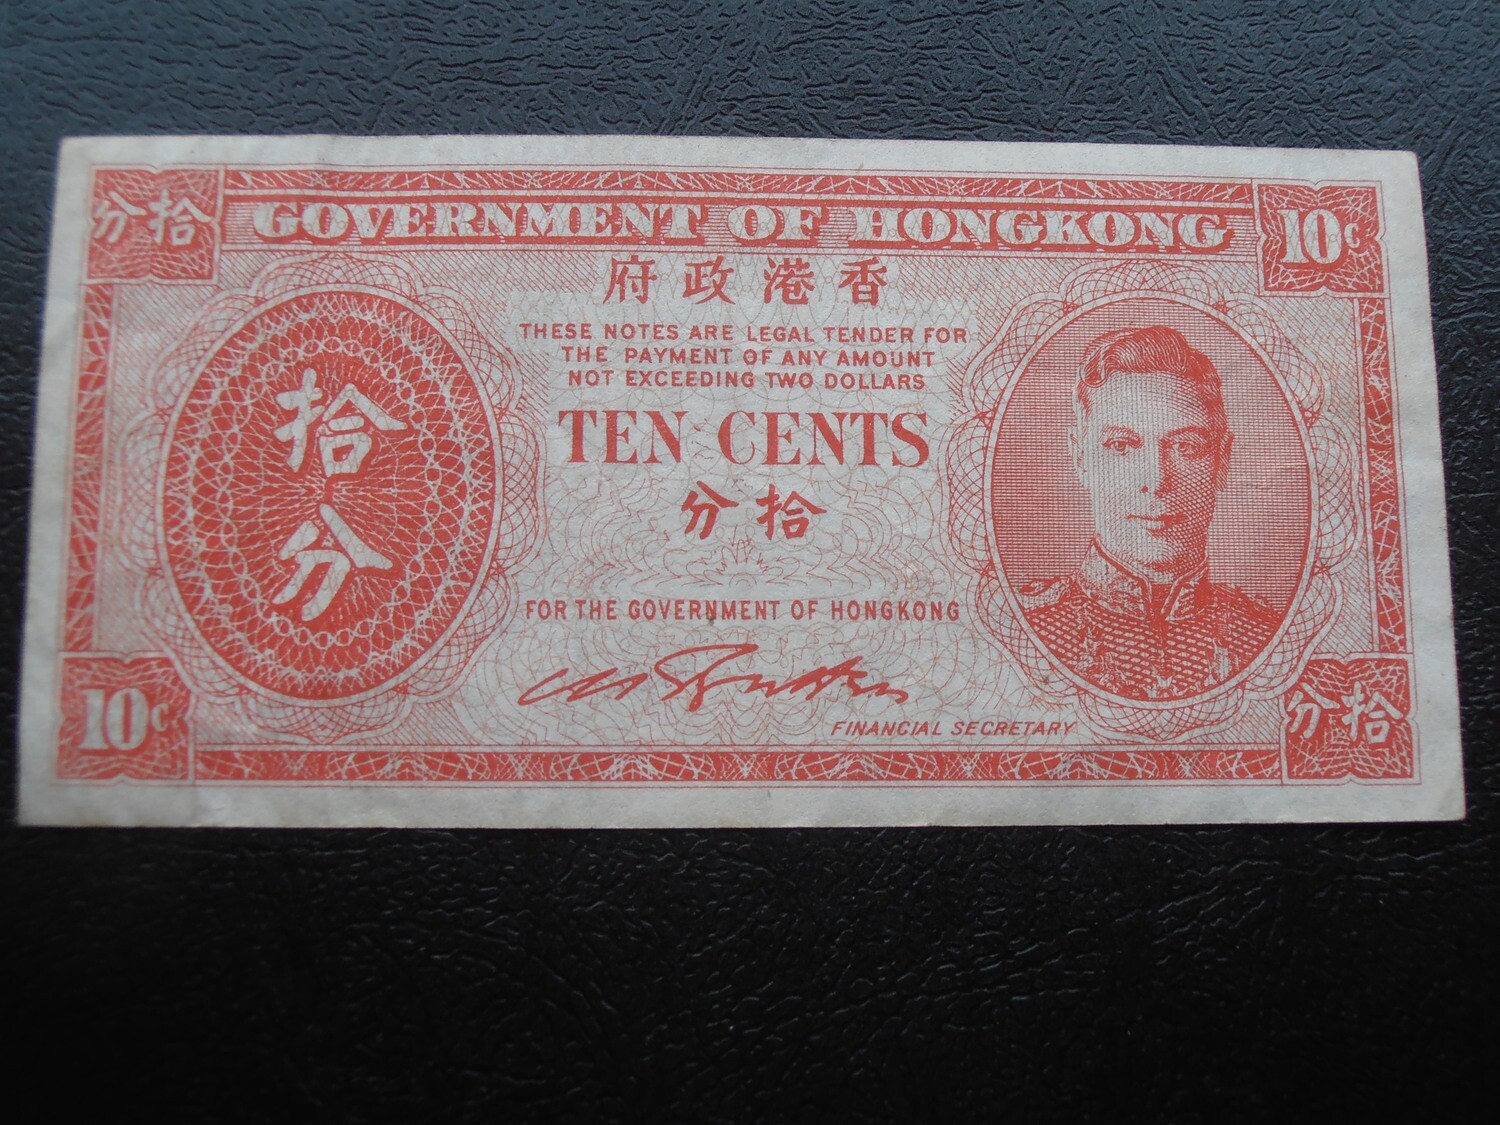 分拾
GOVERNMENT OF HONGKONG
10c
府政港香
THESE NOTES ARE LEGAL TENDER FOR
THE PAYMENT OF ANY AMOUNT
NOT EXCEEDING TWO DOLLARS
拾
分
TEN CENTS
分拾
FOR THE GOVERNMENT OF HONGKONG
FINANCIAL SECRETARY
10c
分拾